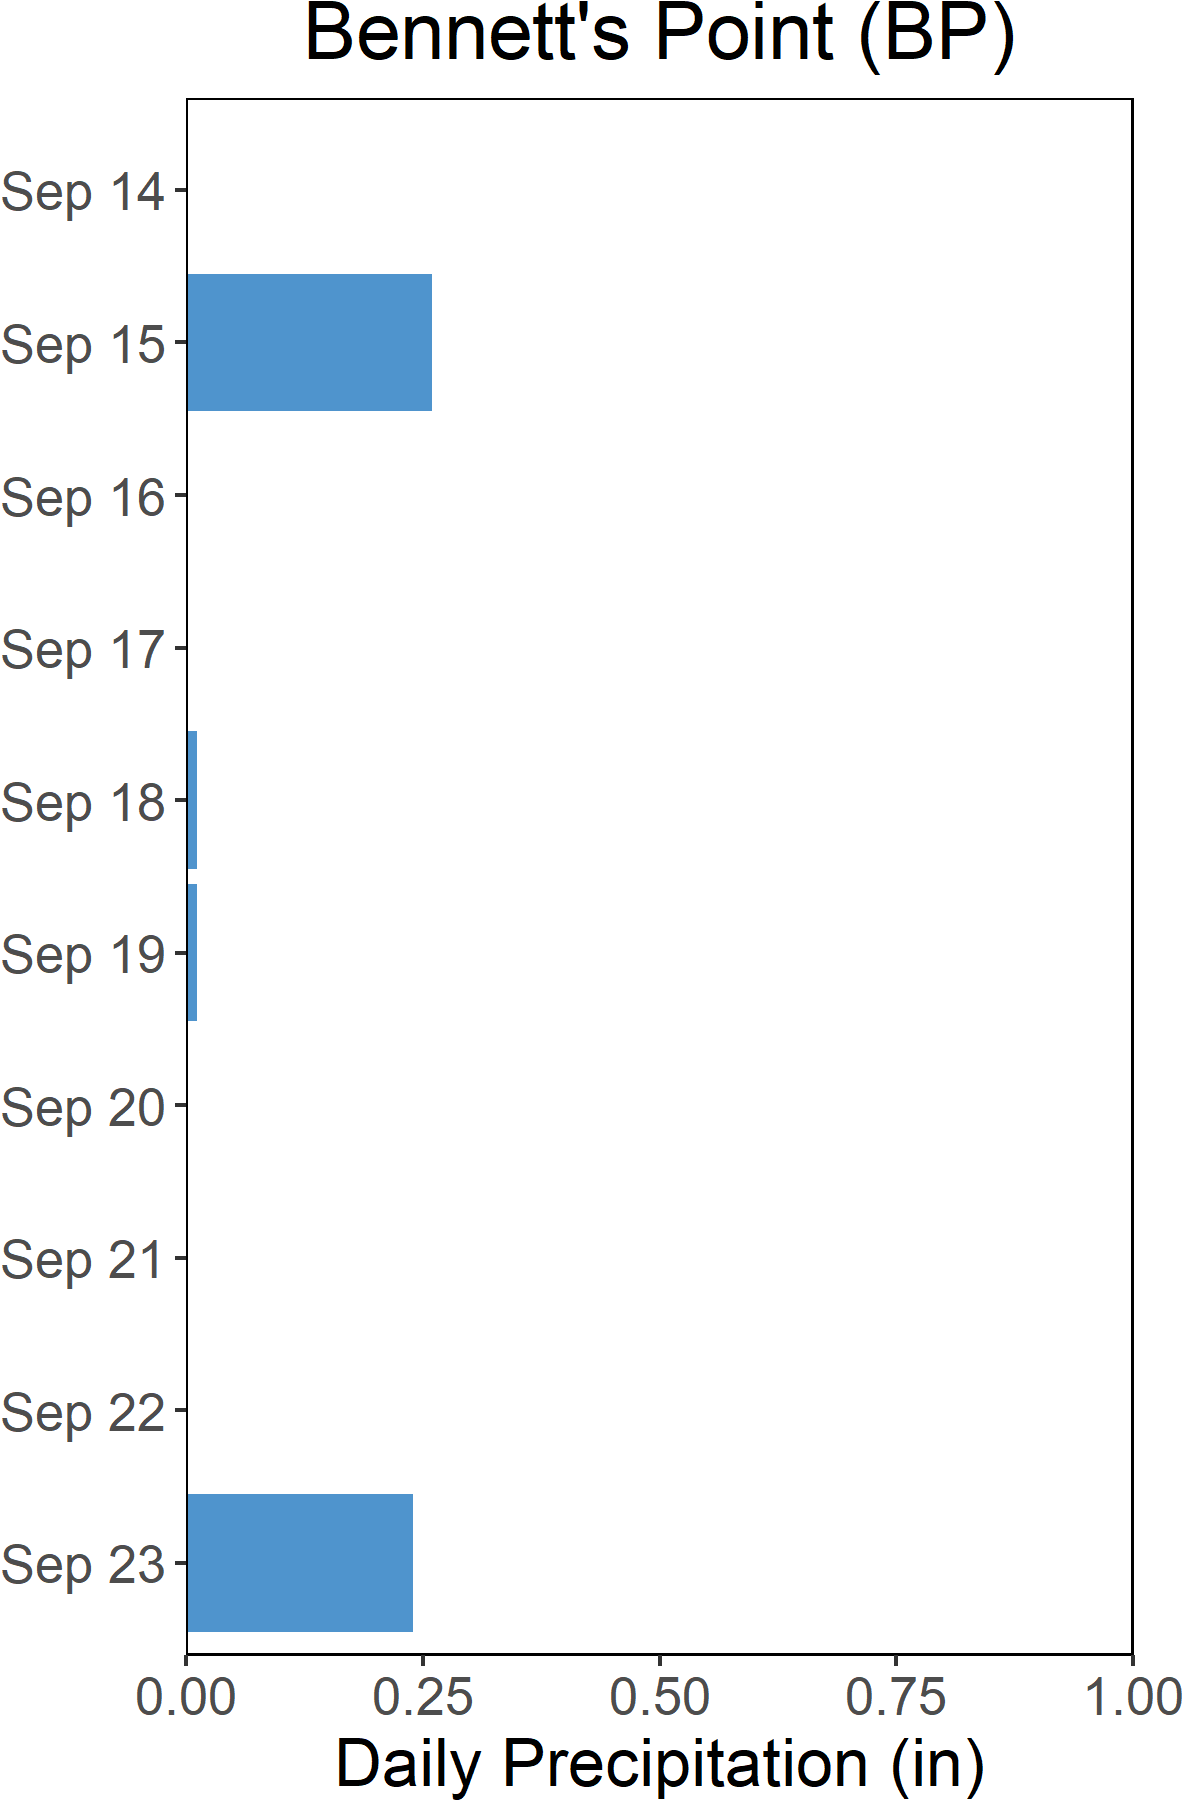 Bennett's Point (BP)
Sep 14
Sep 15
Sep 16
Sep 17
Sep 18
Sep 19
Sep 20
Sep 21
Sep 22
Sep 23
0.00 0.25 0.50 0.75 1.00
Daily Precipitation (in)